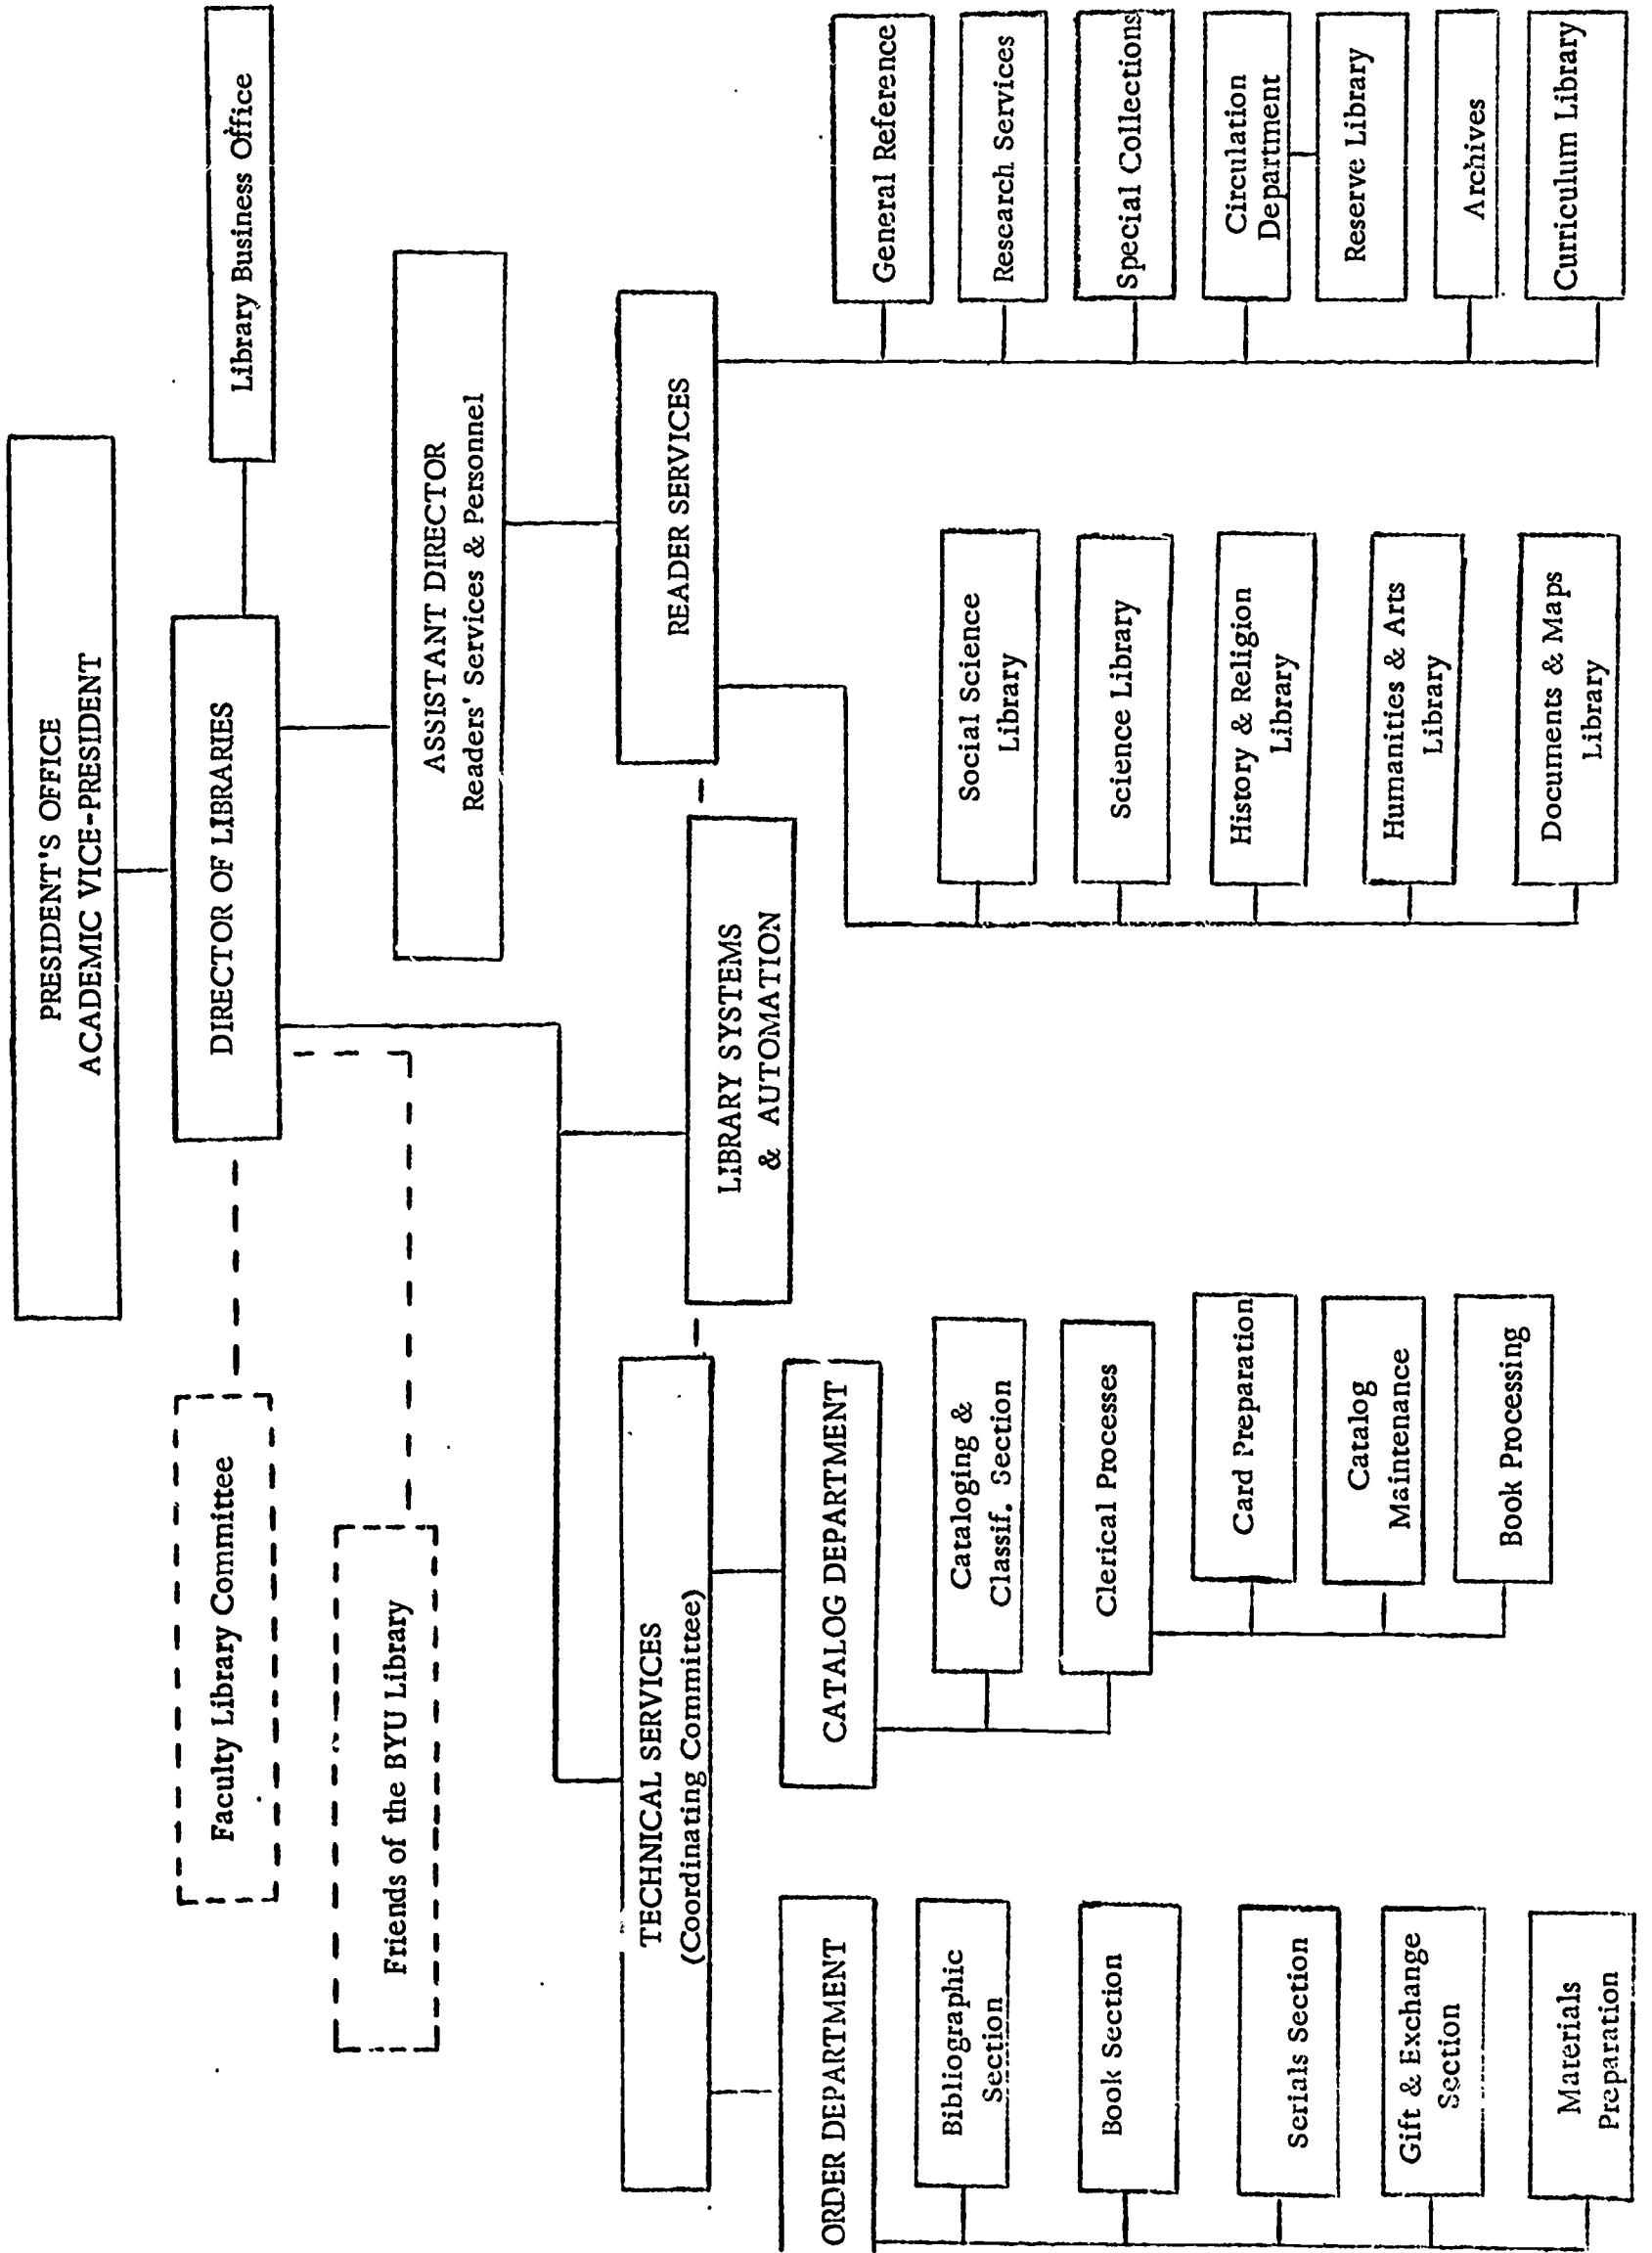 PRESIDENT'S OFFICE
ACADEMIC VICE-PRESIDENT
Faculty Library Committee
DIRECTOR OF LIBRARIES
Library Business Office
Friends of the BYU Library
ASSISTANT DIRECTOR
Readers' Services & Personnel
TECHNICAL SERVICES
(Coordinating Committee)
LIBRARY SYSTEMS
& AUTOMATION
READER SERVICES
ORDER DEPARTMENT
Bibliographic
Section
Book Section
Serials Section
Gift & Exchange
Section
Materials
Preparation
CATALOG DEPARTMENT
Cataloging &
Classif. Section
Clerical Processes
Card Preparation
Catalog
Maintenance
Book Processing
Social Science
Library
Science Library
History & Religion
Library
Humanities & Arts
Library
Documents & Maps
Library
General Reference
Research Services
Special Collections
Circulation
Department
Reserve Library
Archives
Curriculum Library